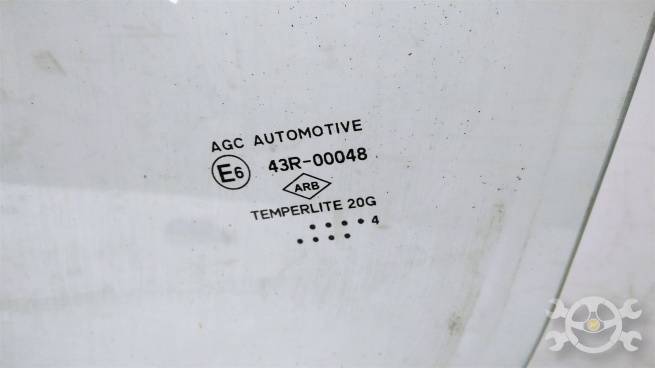 AGC AUTOMOTIVE
E6 43R-00048
ARB
TEMPERLITE 20G
4